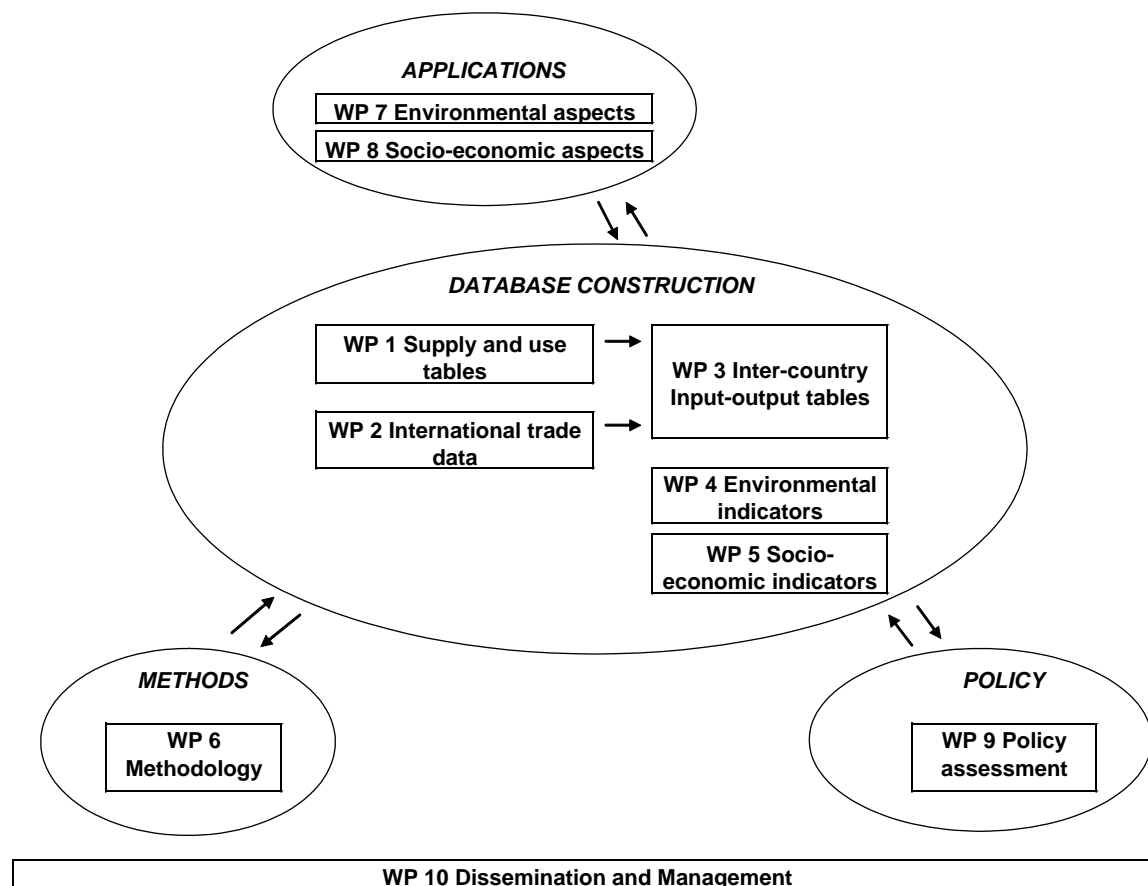 APPLICATIONS
WP 7 Environmental aspects
WP 8 Socio-economic aspects
DATABASE CONSTRUCTION
WP 1 Supply and use
tables
WP 3 Inter-country
Input-output tables
WP 2 International trade
data
WP 4 Environmental
indicators
WP 5 Socio-
economic indicators
METHODS
WP 6
Methodology
POLICY
WP 9 Policy
assessment
WP 10 Dissemination and Management